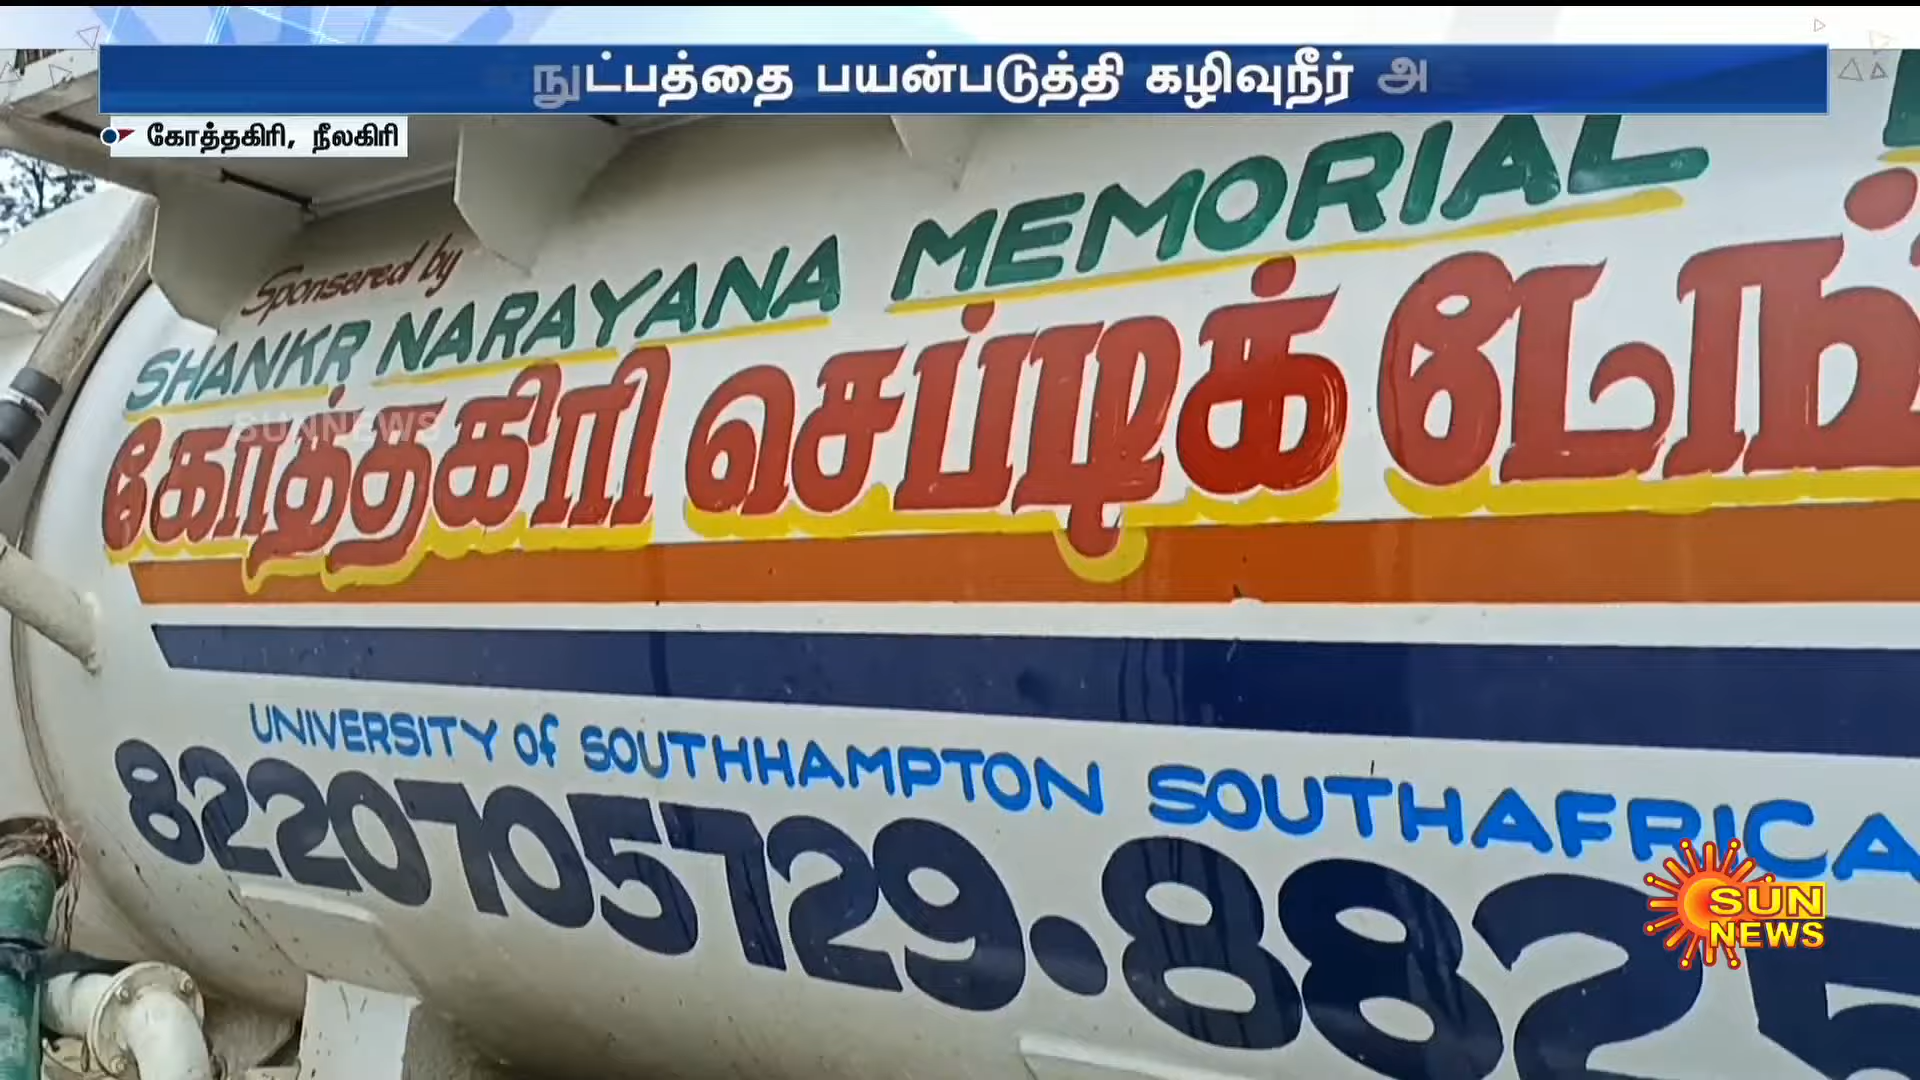 நுட்பத்தை பயன்படுத்தி கழிவுநீர்
கோத்தகிரி, நீலகிரி
Sponsered by
SHANKR NARAYANA MEMORIAL
கோத்தகிரி செப்டிக் டேங்
SUNNEWS
UNIVERSITY of SOUTHHAMPTON SOUTHAFRICA
8220705729.8825
SUN
NEWS